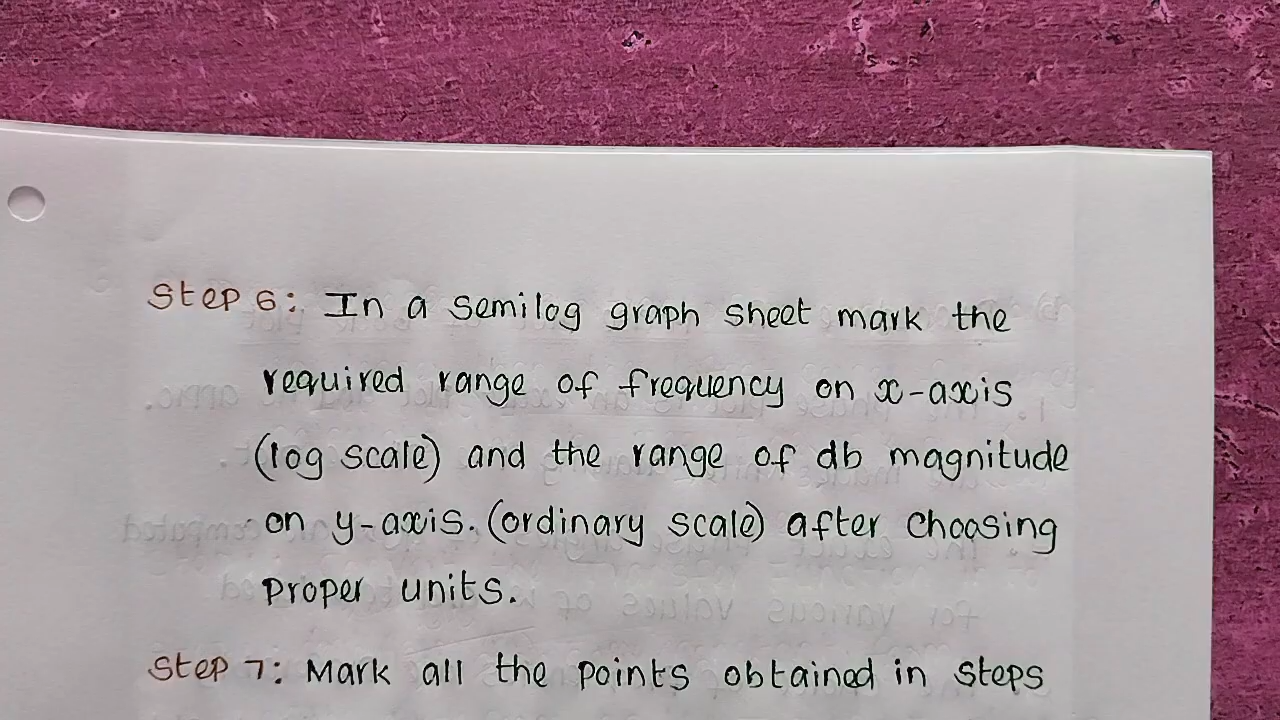 Step 6: In a semilog graph sheet mark the
required range of frequency on x-axis
(log scale) and the range of db magnitude
on y-axis. (ordinary scale) after choosing
proper units.
Step 7: Mark all the points obtained in steps